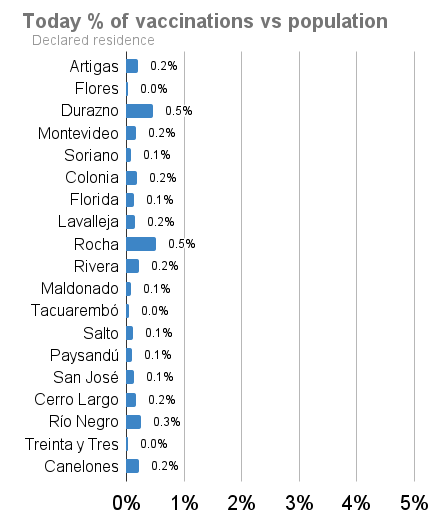 Today % of vaccinations vs population
Declared residence
Artigas 0.2%
Flores 0.0%
Durazno 0.5%
Montevideo 0.2%
Soriano 0.1%
Colonia 0.2%
Florida 0.1%
Lavalleja 0.2%
Rocha 0.5%
Rivera 0.2%
Maldonado 0.1%
Tacuarembó 0.0%
Salto 0.1%
Paysandú 0.1%
San José 0.1%
Cerro Largo 0.2%
Río Negro 0.3%
Treinta y Tres 0.0%
Canelones 0.2%
0% 1% 2% 3% 4% 5%